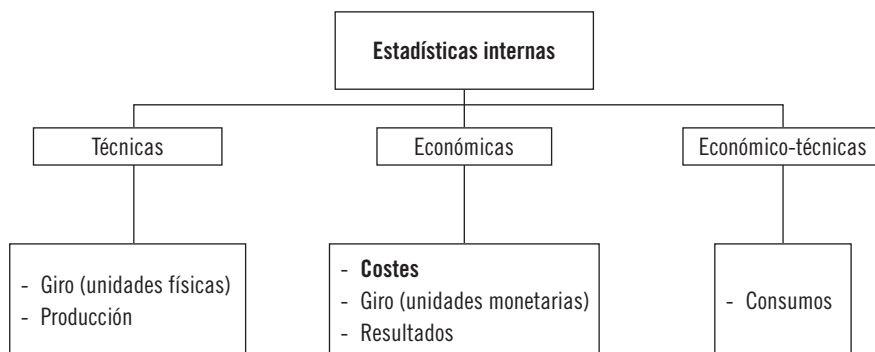 Estadísticas internas
Técnicas
Económicas
Económico-técnicas
- Giro (unidades físicas)
- Producción
- Costes
- Giro (unidades monetarias)
- Resultados
- Consumos